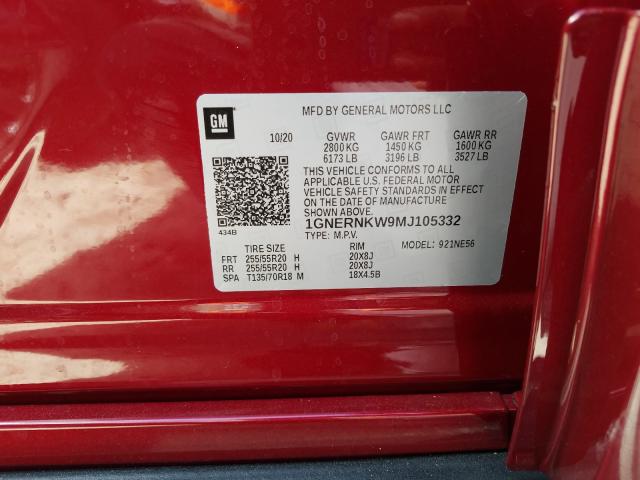 GM
MFD BY GENERAL MOTORS LLC
10/20 GVWR GAWR FRT GAWR RR
2800 KG 1450 KG 1600 KG
6173 LB 3196 LB 3527 LB
THIS VEHICLE CONFORMS TO ALL
APPLICABLE U.S. FEDERAL MOTOR
VEHICLE SAFETY STANDARDS IN EFFECT
ON THE DATE OF MANUFACTURE
SHOWN ABOVE.
1GNERNKW9MJ105332
434B
TYPE: M.P.V. MODEL: 921NE56
TIRE SIZE RIM
FRT 255/55R20 H 20X8J
RR 255/55R20 H 20X8J
SPA T135/70R18 M 18X4.5B